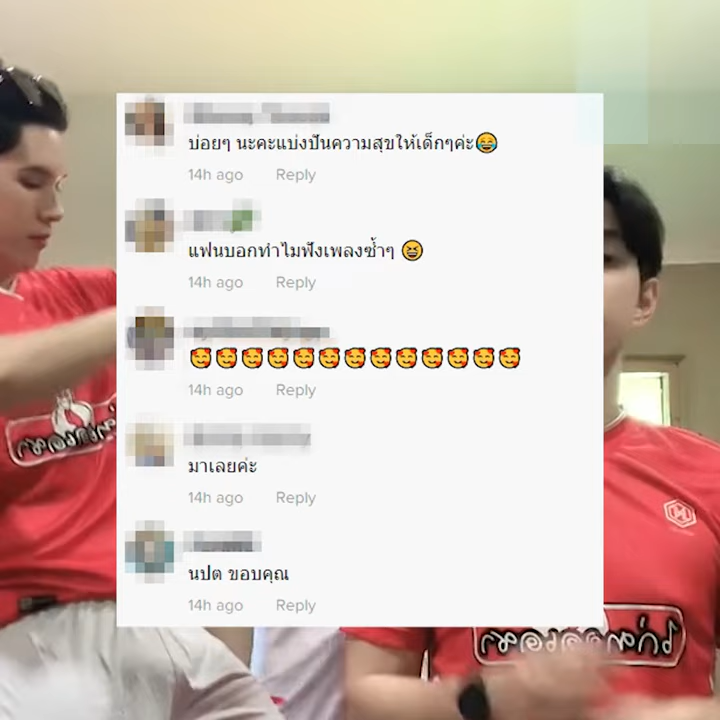 บ่อยๆ นะคะแบ่งปันความสุขให้เด็กๆค่ะ😂
14h ago Reply
แฟนบอกทำไมฟังเพลงซ้ำๆ 😆
14h ago Reply
🥰🥰🥰🥰🥰🥰🥰🥰🥰🥰🥰🥰🥰
14h ago Reply
มาเลยค่ะ
14h ago Reply
นปต ขอบคุณ
14h ago Reply